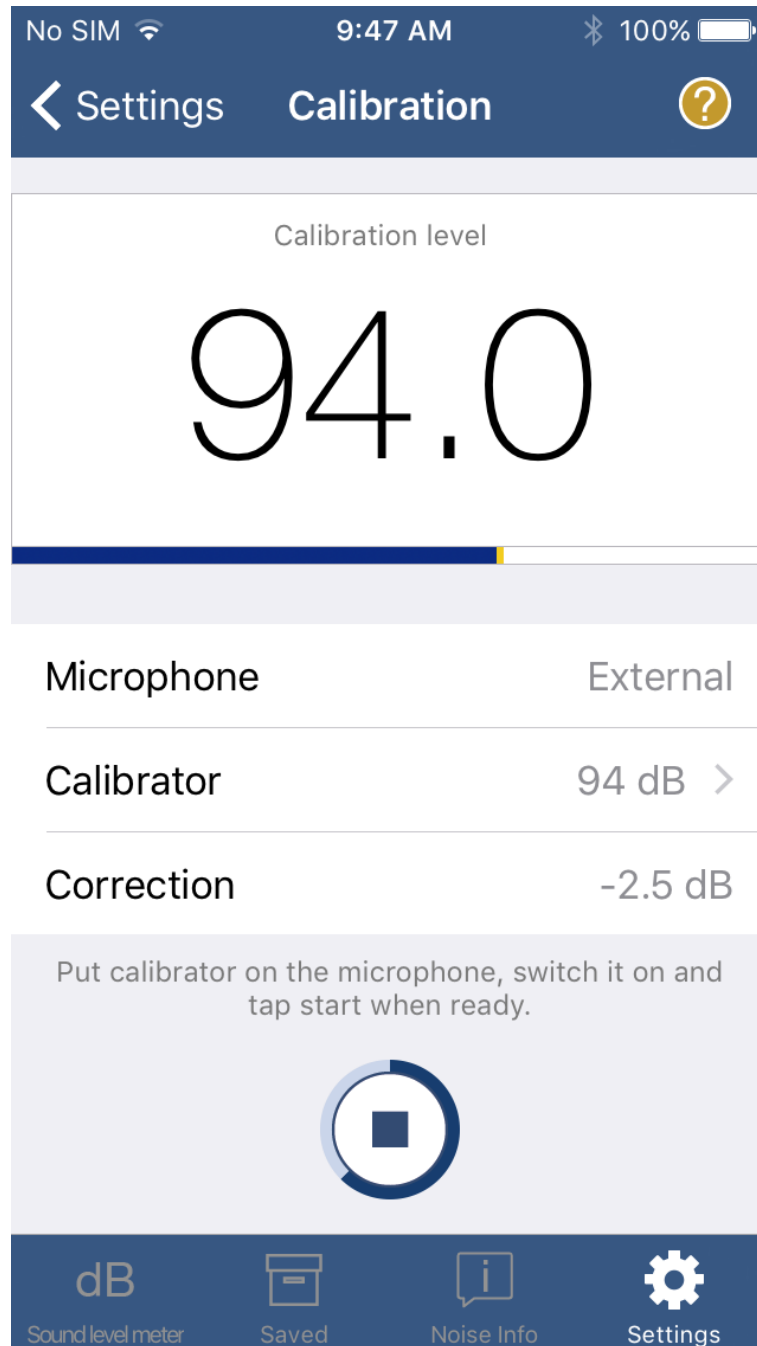 No SIM 9:47 AM 100%
Settings Calibration ?
Calibration level
94.0
Microphone External
Calibrator 94 dB >
Correction -2.5 dB
Put calibrator on the microphone, switch it on and
tap start when ready.
dB i
Sound level meter Saved Noise Info Settings